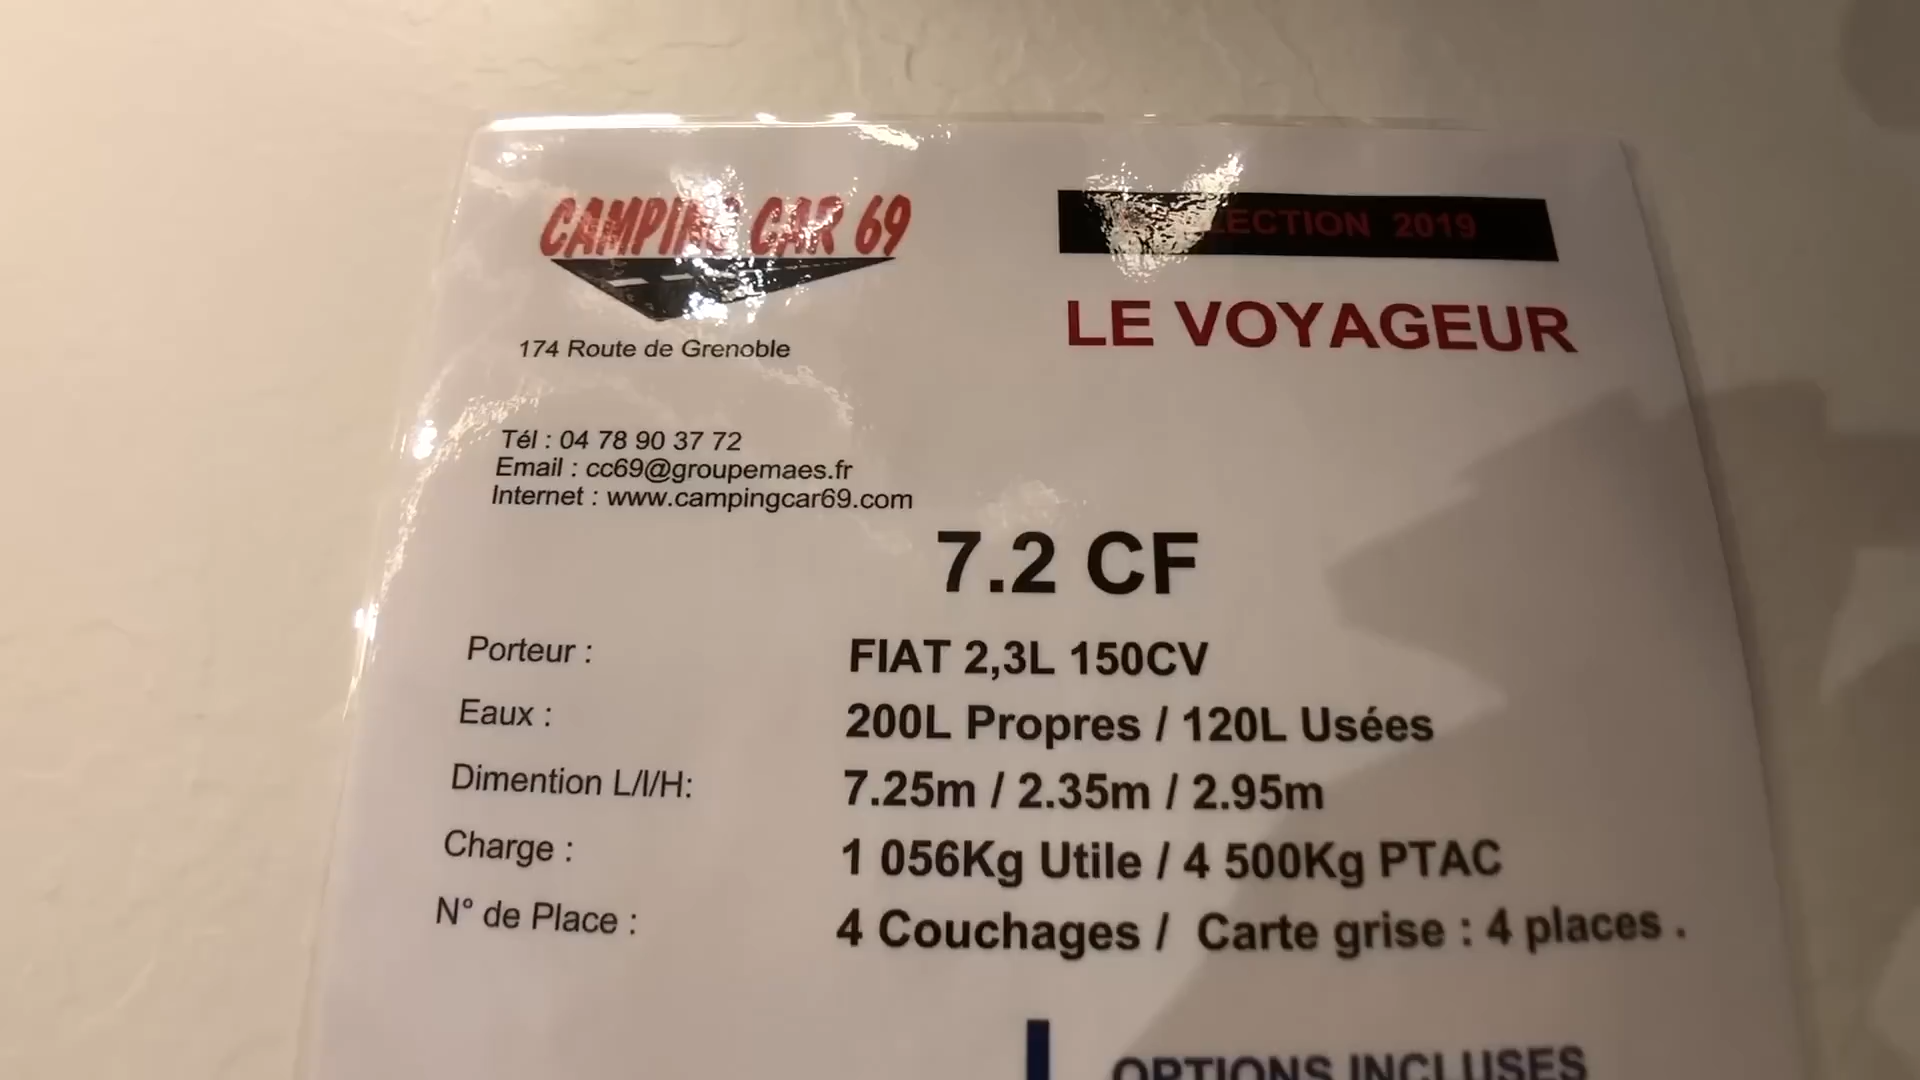 CAMPING CAR 69
2019
LE VOYAGEUR
174 Route de Grenoble
Tél : 04 78 90 37 72
Email : cc69@groupemaes.fr
Internet : www.campingcar69.com
7.2 CF
Porteur : FIAT 2,3L 150CV
Eaux : 200L Propres / 120L Usées
Dimention L/l/H: 7.25m / 2.35m / 2.95m
Charge : 1 056Kg Utile / 4 500Kg PTAC
N° de Place : 4 Couchages / Carte grise : 4 places .
OPTIONS INCLUSES